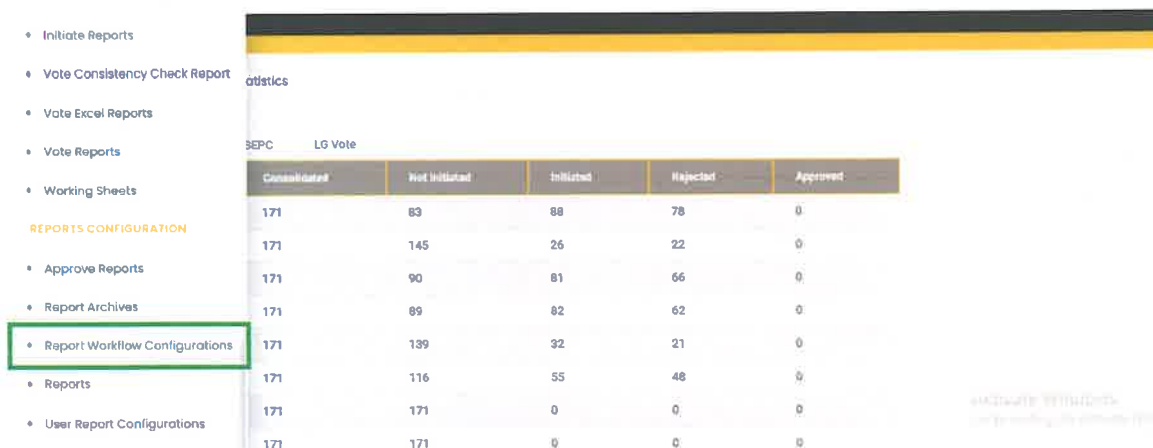 Initiate Reports
Vote Consistency Check Report
Vote Excel Reports
Vote Reports
Working Sheets
REPORTS CONFIGURATION
Approve Reports
Report Archives
Report Workflow Configurations
Reports
User Report Configurations
atistics
SEPC LG Vote
Consolidated Not Initiated Initiated Rejected Approved
171 83 88 78 0
171 145 26 22 0
171 90 81 66 0
171 89 82 62 0
171 139 32 21 0
171 116 55 48 0
171 171 0 0 0
171 171 0 0 0